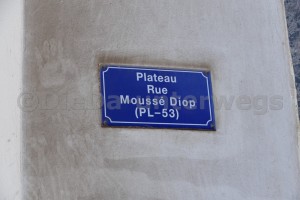 Plateau
Rue
Moussé Diop
(PL-53)